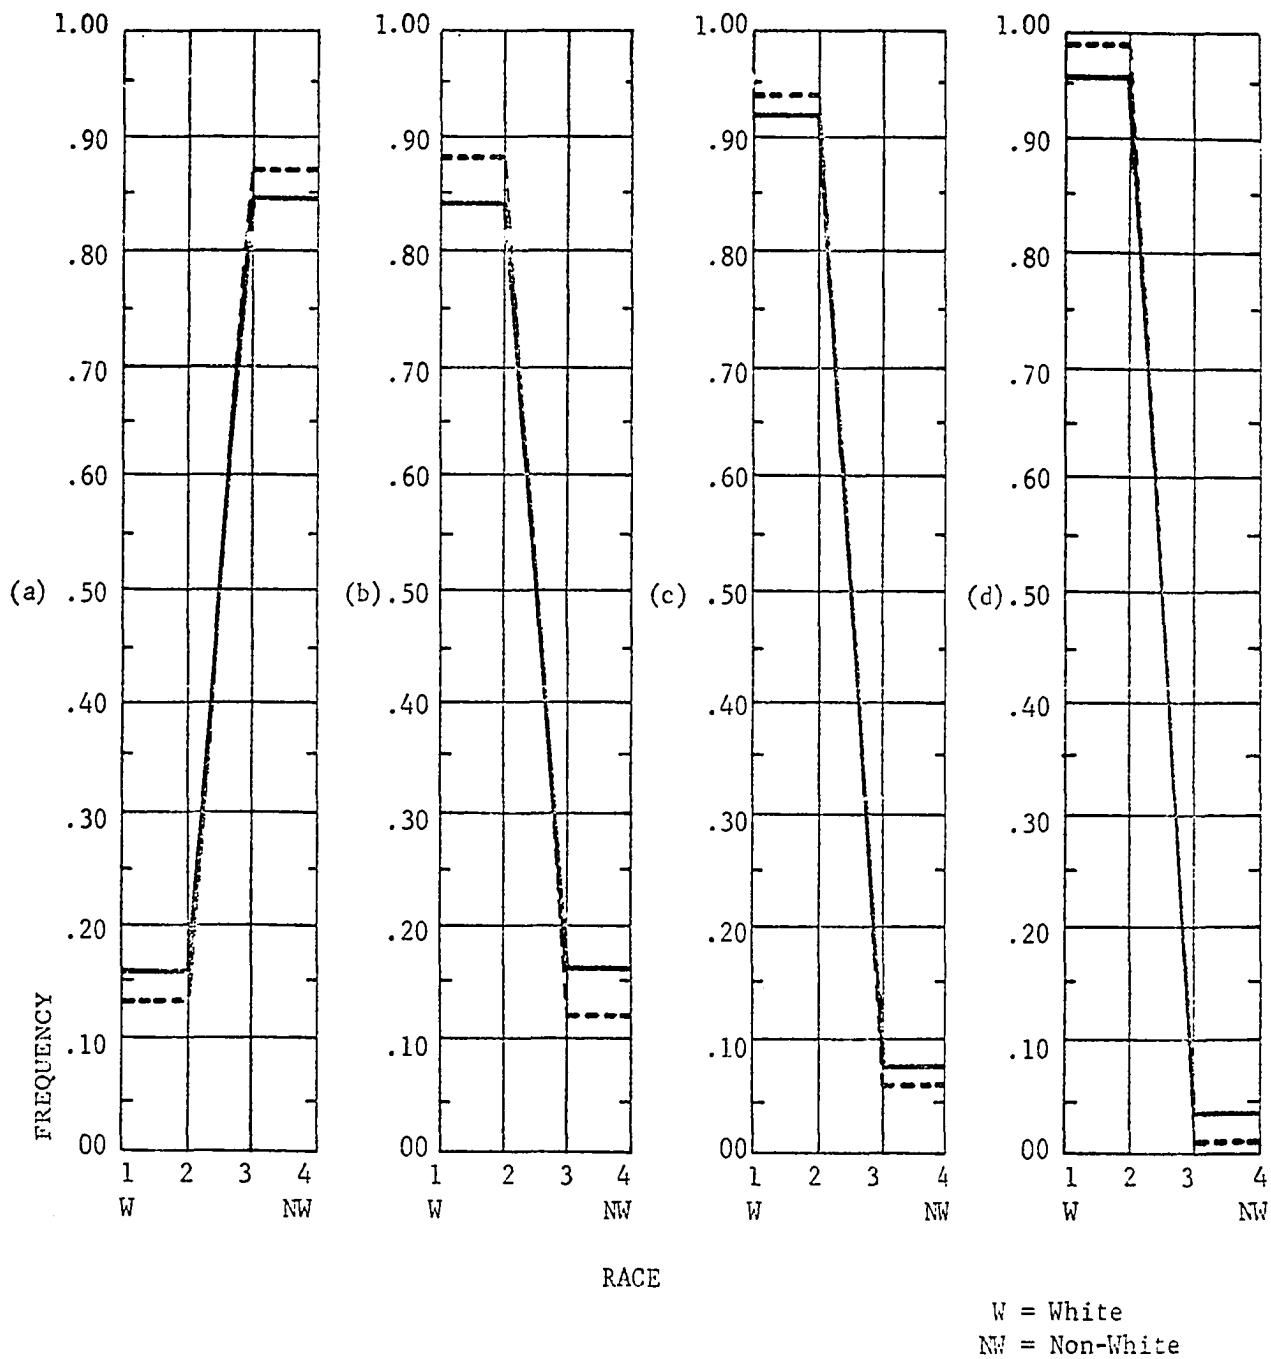 1.00 1.00 1.00 1.00
.90 .90 .90 .90
.80 .80 .80 .80
.70 .70 .70 .70
.60 .60 .60 .60
(a) .50 (b) .50 (c) .50 (d) .50
.40 .40 .40 .40
.30 .30 .30 .30
.20 .20 .20 .20
.10 .10 .10 .10
00 00 00 00
FREQUENCY
1 2 3 4 1 2 3 4 1 2 3 4 1 2 3 4
W NW W NW W NW W NW
RACE
W = White
NW = Non-White